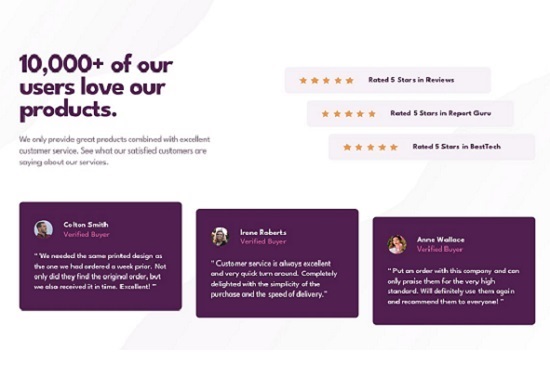 10,000+ of our
users love our
products.
We only provide great products combined with excellent
customer service. See what our satisfied customers are
saying about our services.
Rated 5 Stars in Reviews
Rated 5 Stars in Report Guru
Rated 5 Stars in BestTech
Colton Smith
Verified Buyer
" We needed the same printed design as
the one we had ordered a week prior. Not
only did they find the original order, but
we also received it in time. Excellent! "
Irene Roberts
Verified Buyer
" Customer service is always excellent
and very quick turn around. Completely
delighted with the simplicity of the
purchase and the speed of delivery."
Anne Wallace
Verified Buyer
" Put an order with this company and can
only praise them for the very high
standard. Will definitely use them again
and recommend them to everyone! "